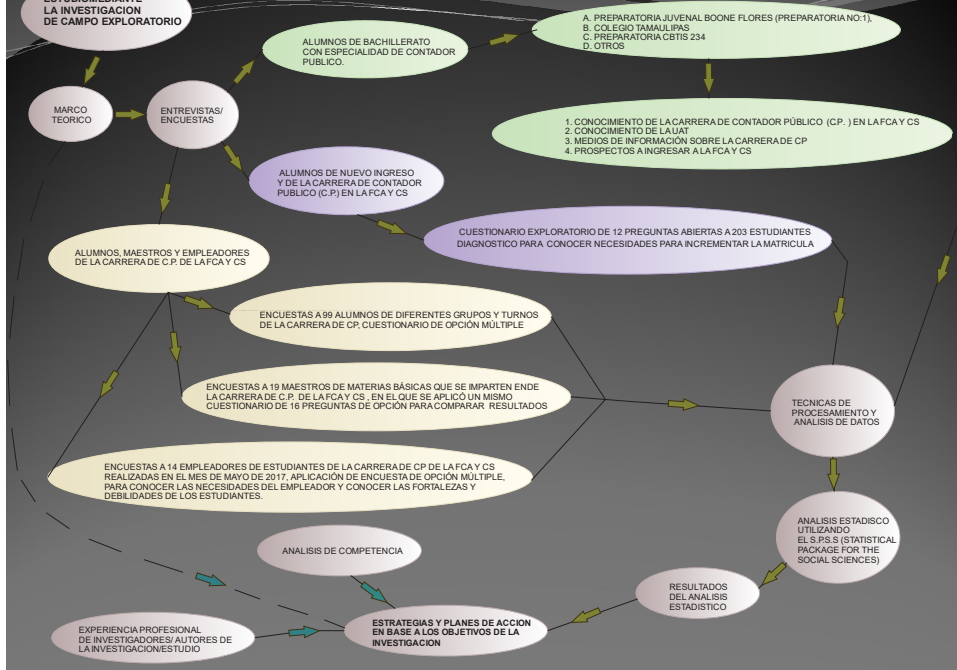 ESTUDIOMEDIANTE
LA INVESTIGACION
DE CAMPO EXPLORATORIO
ALUMNOS DE BACHILLERATO
CON ESPECIALIDAD DE CONTADOR
PUBLICO.
A. PREPARATORIA JUVENAL BOONE FLORES (PREPARATORIA NO:1),
B. COLEGIO TAMAULIPAS
C. PREPARATORIA CBTIS 234
D. OTROS
MARCO
TEORICO
ENTREVISTAS/
ENCUESTAS
1. CONOCIMIENTO DE LA CARRERA DE CONTADOR PÚBLICO (C.P. ) EN LA FCA Y CS
2. CONOCIMIENTO DE LA UAT
3. MEDIOS DE INFORMACIÓN SOBRE LA CARRERA DE CP
4. PROSPECTOS A INGRESAR A LA FCA Y CS
ALUMNOS DE NUEVO INGRESO
Y DE LA CARRERA DE CONTADOR
PUBLICO (C.P.) EN LA FCA Y CS
CUESTIONARIO EXPLORATORIO DE 12 PREGUNTAS ABIERTAS A 203 ESTUDIANTES
DIAGNOSTICO PARA CONOCER NECESIDADES PARA INCREMENTAR LA MATRICULA
ALUMNOS, MAESTROS Y EMPLEADORES
DE LA CARRERA DE C.P. DE LA FCA Y CS
ENCUESTAS A 99 ALUMNOS DE DIFERENTES GRUPOS Y TURNOS
DE LA CARRERA DE CP, CUESTIONARIO DE OPCIÓN MÚLTIPLE
ENCUESTAS A 19 MAESTROS DE MATERIAS BÁSICAS QUE SE IMPARTEN ENDE
LA CARRERA DE C.P. DE LA FCA Y CS , EN EL QUE SE APLICÓ UN MISMO
CUESTIONARIO DE 16 PREGUNTAS DE OPCIÓN PARA COMPARAR RESULTADOS
TECNICAS DE
PROCESAMIENTO Y
ANALISIS DE DATOS
ENCUESTAS A 14 EMPLEADORES DE ESTUDIANTES DE LA CARRERA DE CP DE LA FCA Y CS
REALIZADAS EN EL MES DE MAYO DE 2017, APLICACIÓN DE ENCUESTA DE OPCIÓN MÚLTIPLE,
PARA CONOCER LAS NECESIDADES DEL EMPLEADOR Y CONOCER LAS FORTALEZAS Y
DEBILIDADES DE LOS ESTUDIANTES.
ANALISIS ESTADISCO
UTILIZANDO
EL S.P.S.S (STATISTICAL
PACKAGE FOR THE
SOCIAL SCIENCES)
ANALISIS DE COMPETENCIA
RESULTADOS
DEL ANALISIS
ESTADISTICO
EXPERIENCIA PROFESIONAL
DE INVESTIGADORES/ AUTORES DE
LA INVESTIGACION/ESTUDIO
ESTRATEGIAS Y PLANES DE ACCION
EN BASE A LOS OBJETIVOS DE LA
INVESTIGACION